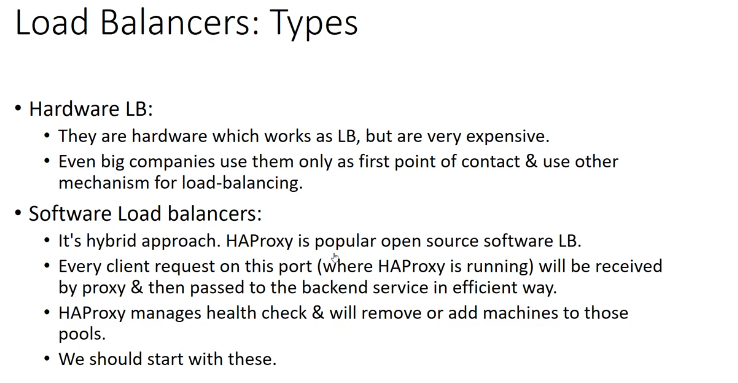 Load Balancers: Types
• Hardware LB:
• They are hardware which works as LB, but are very expensive.
• Even big companies use them only as first point of contact & use other
mechanism for load-balancing.
• Software Load balancers:
• It's hybrid approach. HAProxy is popular open source software LB.
• Every client request on this port (where HAProxy is running) will be received
by proxy & then passed to the backend service in efficient way.
• HAProxy manages health check & will remove or add machines to those
pools.
• We should start with these.